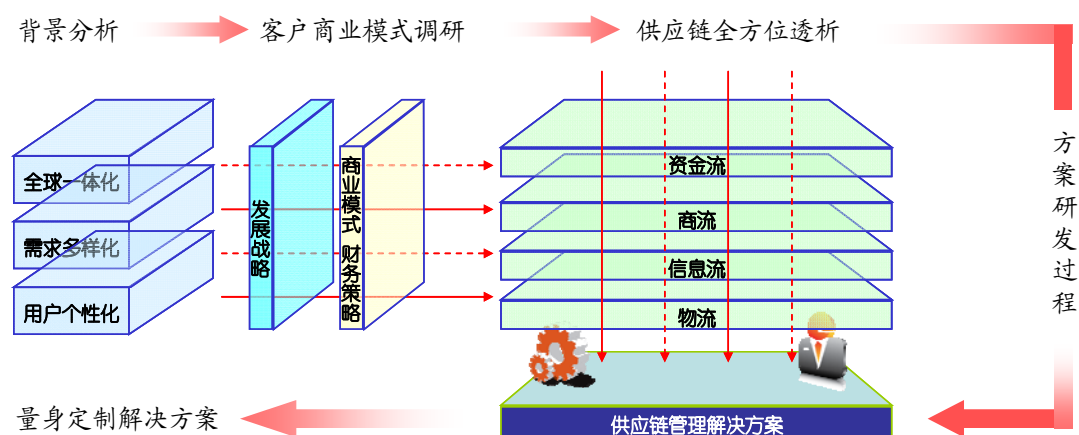 背景分析
客户商业模式调研
供应链全方位透析
方案研发过程
全球一体化
需求多样化
用户个性化
发展战略
商业模式 财务策略
资金流
商流
信息流
物流
供应链管理解决方案
量身定制解决方案